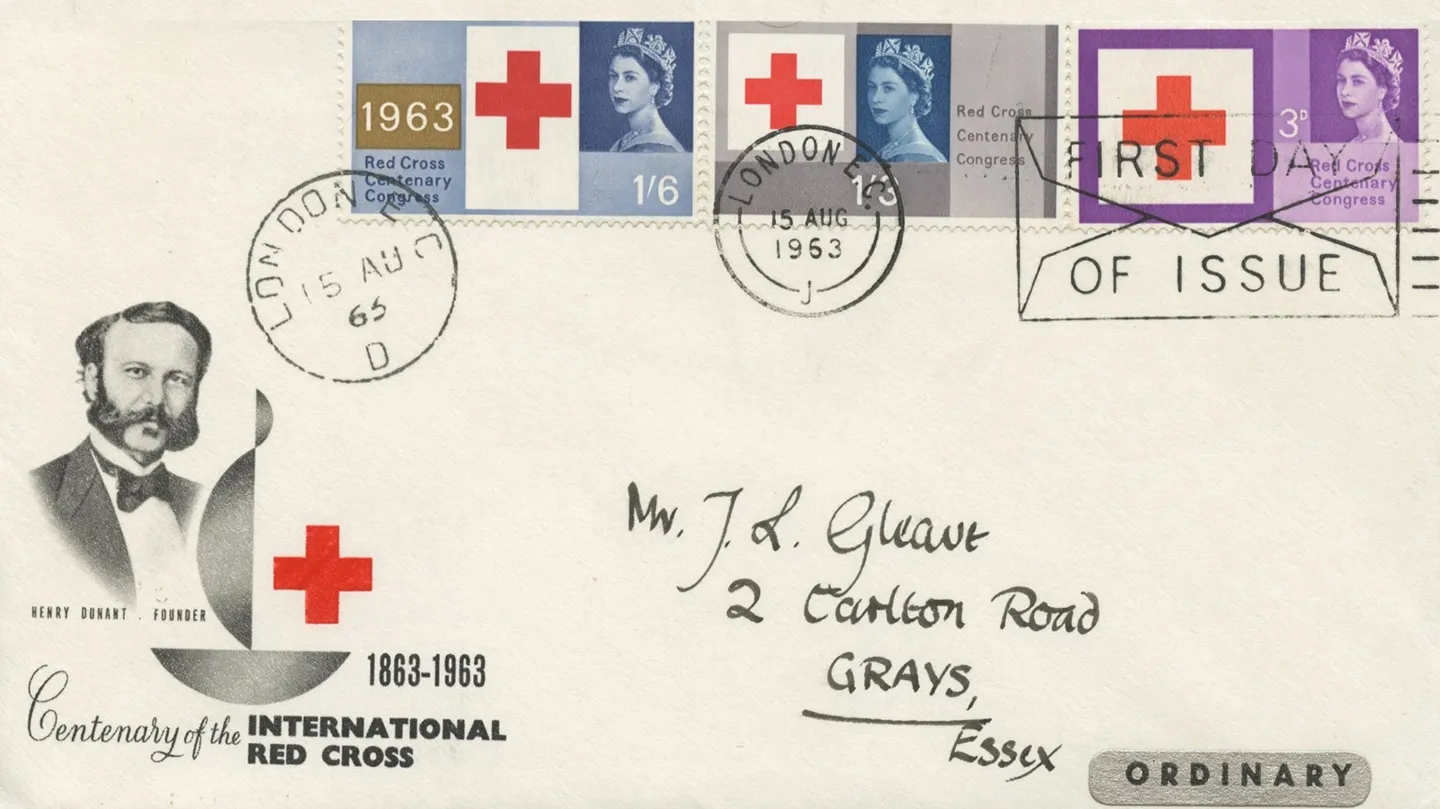 1963
Red Cross
Centenary
Congress
1/6
Red Cross
Centenary
Congress
1/3
3D
Red Cross
Centenary
Congress
LONDON E C
15 AUG
63
D
LONDON E.C.
15 AUG
1963
J
FIRST DAY
OF ISSUE
HENRY DUNANT . FOUNDER
1863-1963
Centenary of the INTERNATIONAL
RED CROSS
Mr. J. L. Gleave
2 Carlton Road
GRAYS,
Essex
ORDINARY